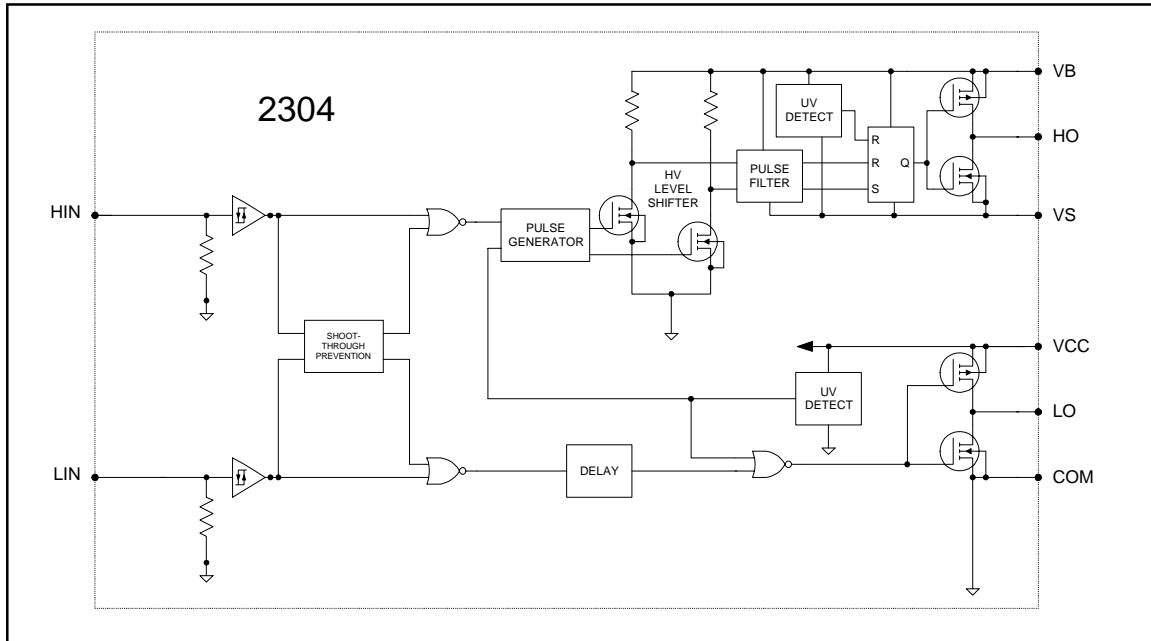 2304
VB
UV
DETECT
HO
R
R
Q
S
PULSE
FILTER
HV
LEVEL
SHIFTER
HIN
VS
PULSE
GENERATOR
SHOOT-
THROUGH
PREVENTION
VCC
UV
DETECT
LO
LIN
DELAY
COM